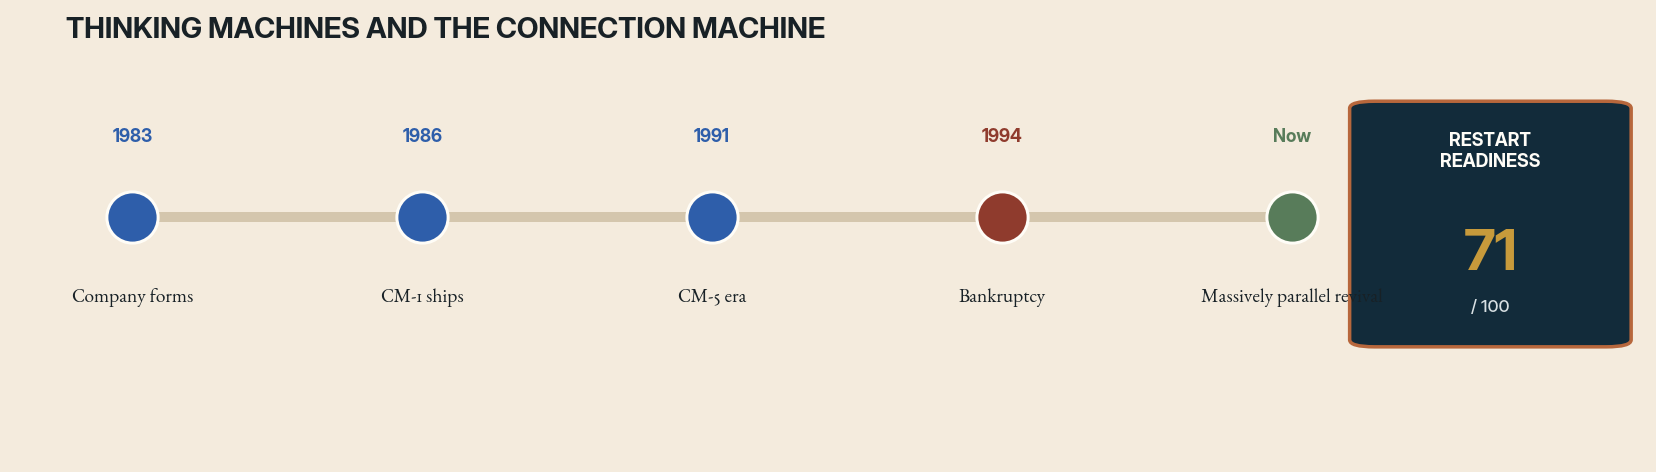 THINKING MACHINES AND THE CONNECTION MACHINE
1983
1986
1991
1994
Now
Company forms
CM-1 ships
CM-5 era
Bankruptcy
Massively parallel revival
RESTART
READINESS
71
/ 100